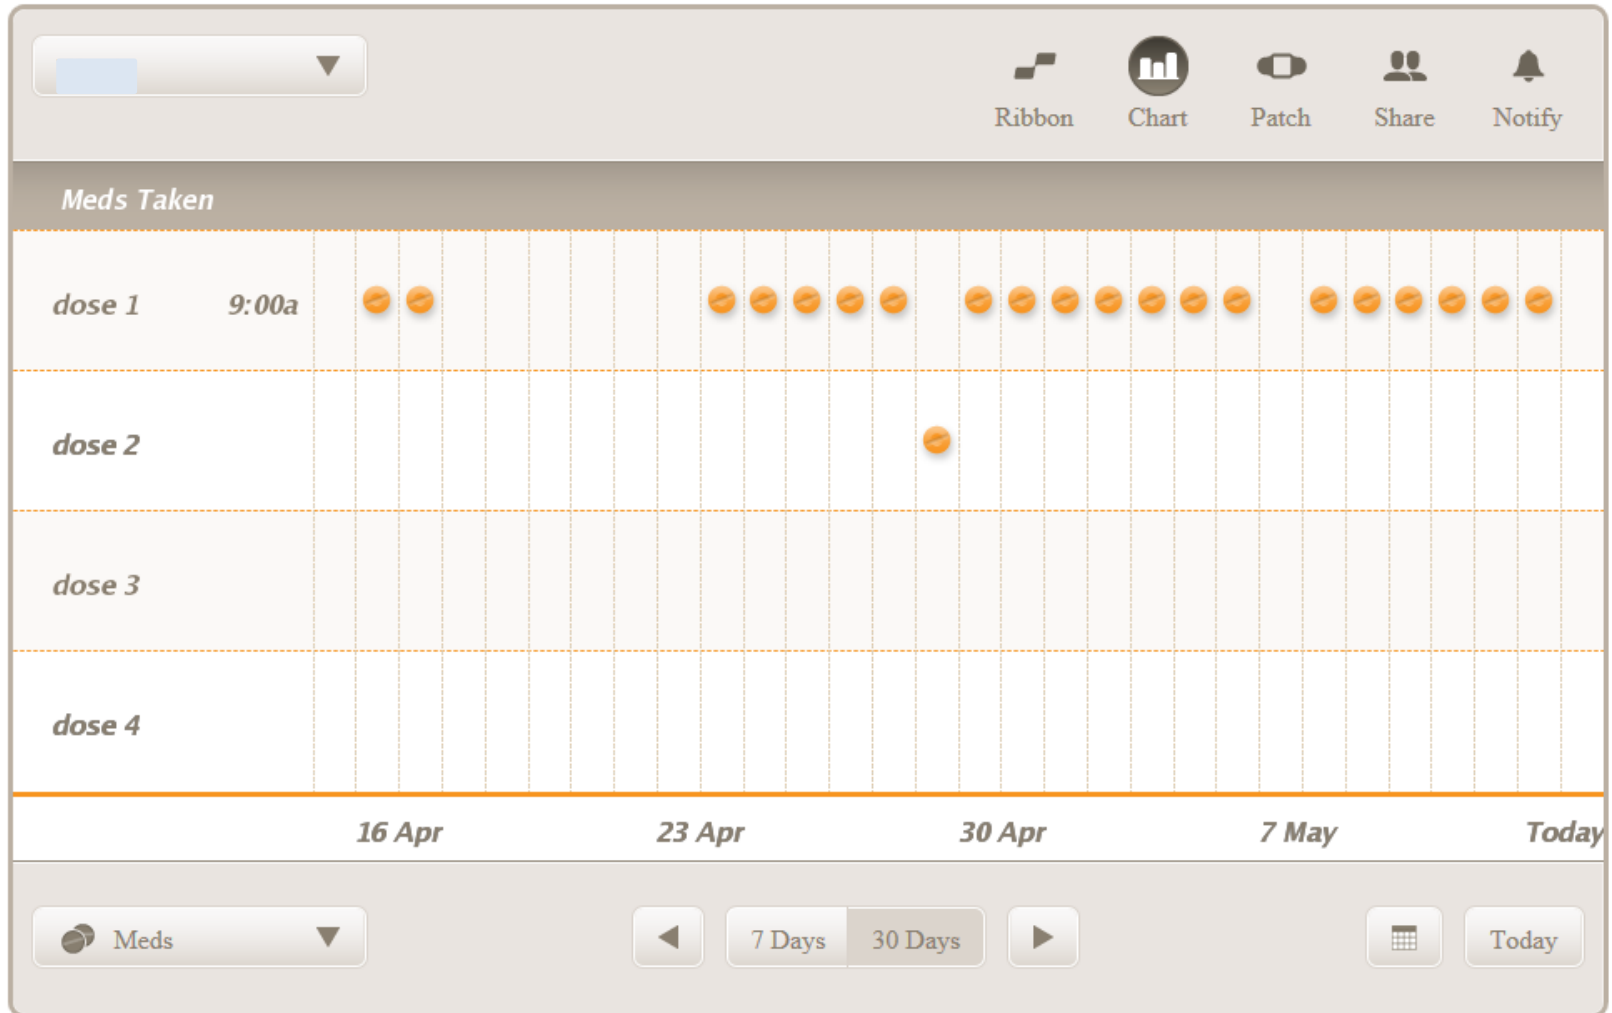 Ribbon Chart Patch Share Notify
Meds Taken
dose 1 9:00a
dose 2
dose 3
dose 4
16 Apr 23 Apr 30 Apr 7 May Today
Meds 7 Days 30 Days Today